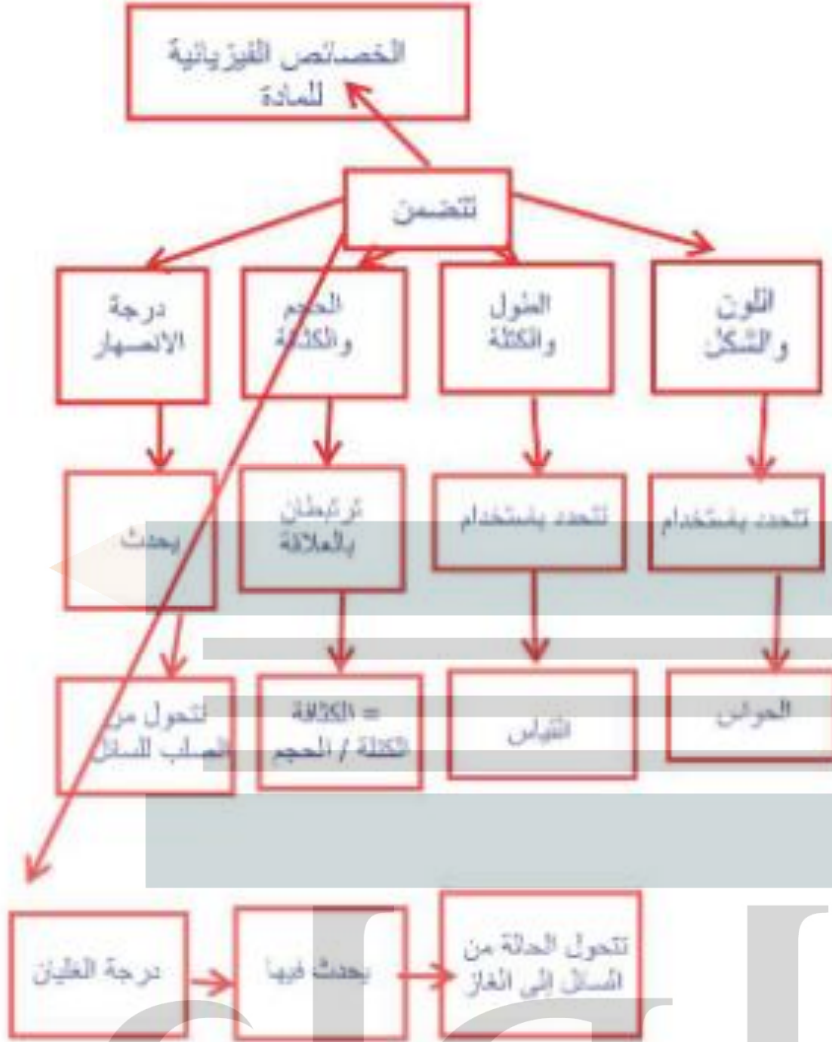 الخصائص الفيزيائية
للمادة
تتضمن
اللون
والشكل
الطول
والكتلة
الحجم
والكثافة
درجة
الانصهار
تتحدد باستخدام
تتحدد باستخدام
ترتبطان
بالعلاقة
يحدث
الحواس
القياس
الكثافة =
الكتلة / الحجم
تتحول من
الصلب للسائل
درجة الغليان
يحدث فيها
تتحول الحالة من
السائل إلى الغاز